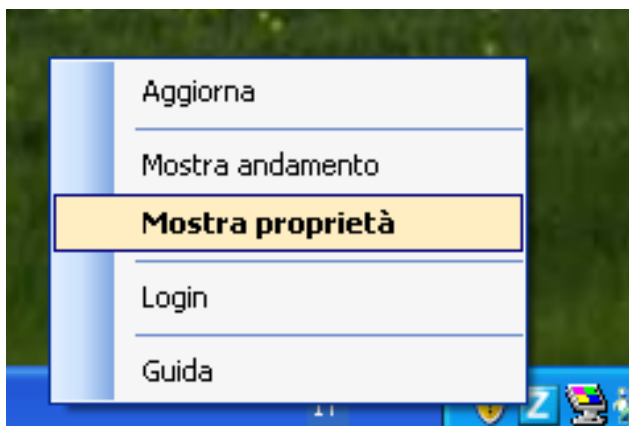 Aggiorna
Mostra andamento
Mostra proprietà
Login
Guida
Z